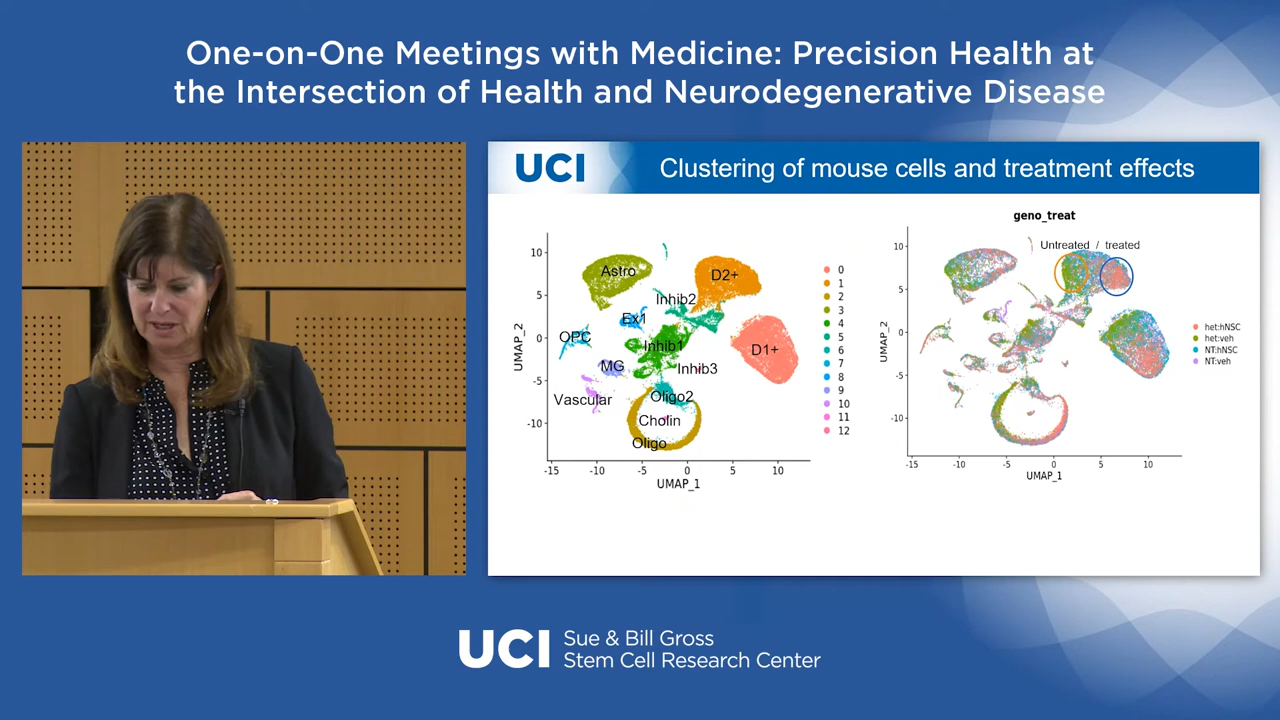 One-on-One Meetings with Medicine: Precision Health at
the Intersection of Health and Neurodegenerative Disease
UCI
Clustering of mouse cells and treatment effects
Astro
D2+
Inhib2
Ex1
OPC
Inhib1
D1+
MG
Inhib3
Vascular
Oligo2
Cholin
Oligo
10
5
0
-5
-10
UMAP_2
-15
-10
-5
0
5
10
UMAP_1
0
1
2
3
4
5
6
7
8
9
10
11
12
geno_treat
Untreated / treated
10
5
0
-5
-10
UMAP_2
-15
-10
-5
0
5
10
UMAP_1
het:hNSC
het:veh
NT:hNSC
NT:veh
UCI
Sue & Bill Gross
Stem Cell Research Center